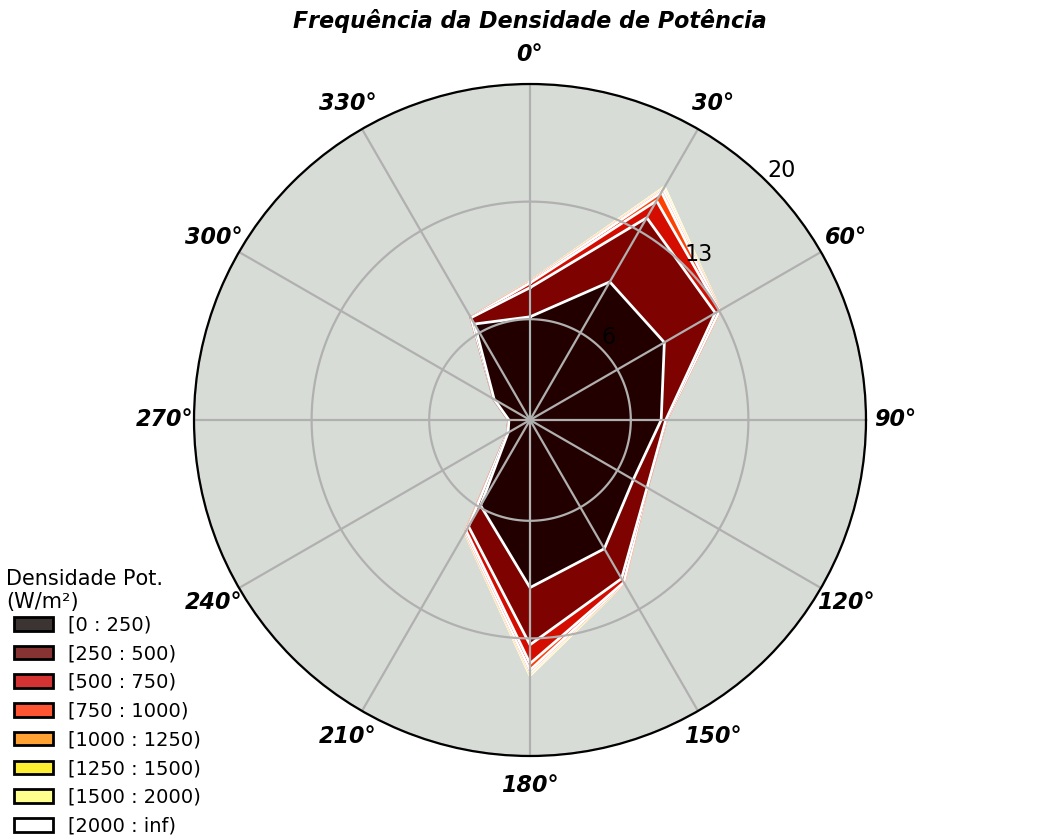 Frequência da Densidade de Potência
0°
330°
30°
20
300°
60°
13
6
270°
90°
240°
120°
210°
150°
180°
Densidade Pot.
(W/m²)
[0 : 250)
[250 : 500)
[500 : 750)
[750 : 1000)
[1000 : 1250)
[1250 : 1500)
[1500 : 2000)
[2000 : inf)